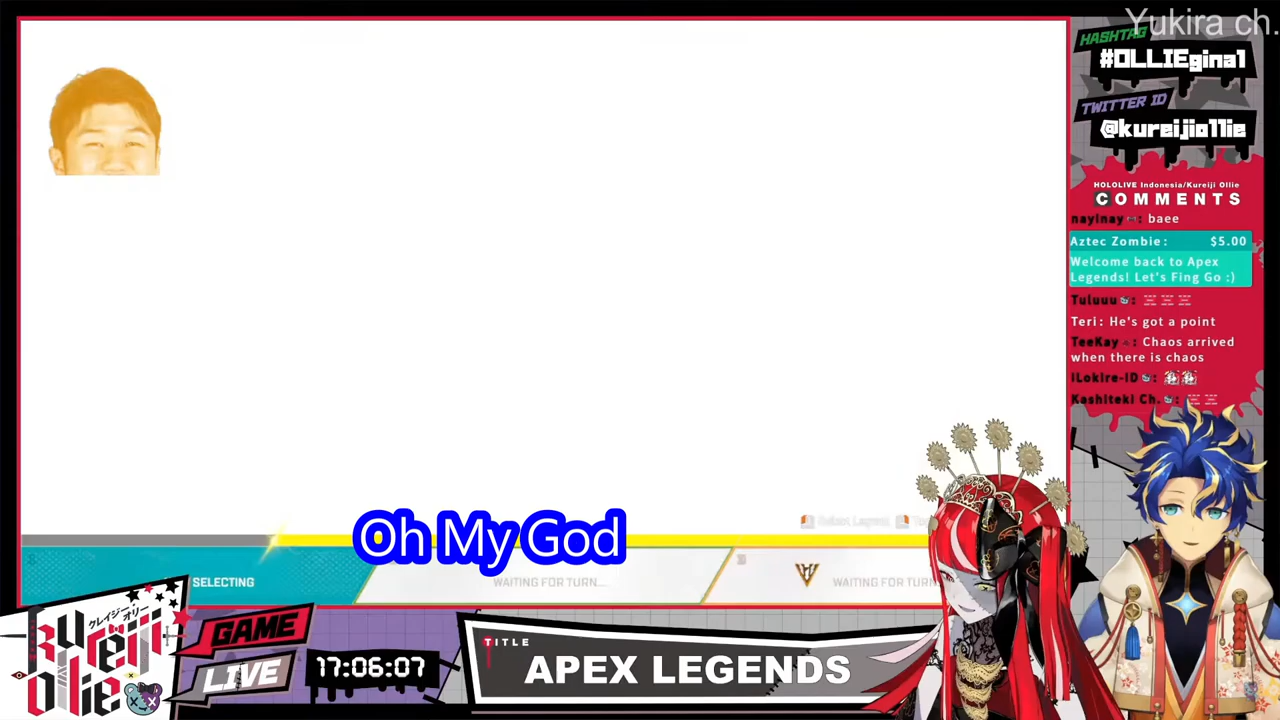 Yukira ch.
HASHTAG
#OLLIEginal
TWITTER ID
@kureijiollie
HOLOLIVE Indonesia/Kureiji Ollie
COMMENTS
nayinay: baee
Aztec Zombie: $5.00
Welcome back to Apex
Legends! Let's Fing Go :)
Tuluuu:
Teri: He's got a point
TeeKay: Chaos arrived
when there is chaos
iLokire-ID:
Kashiteki Ch.:
Oh My God
SELECTING
WAITING FOR TURN...
WAITING FOR TURN
クレイジー・オリー
Kureiji
Ollie
GAME
LIVE
17:06:07
TITLE
APEX LEGENDS